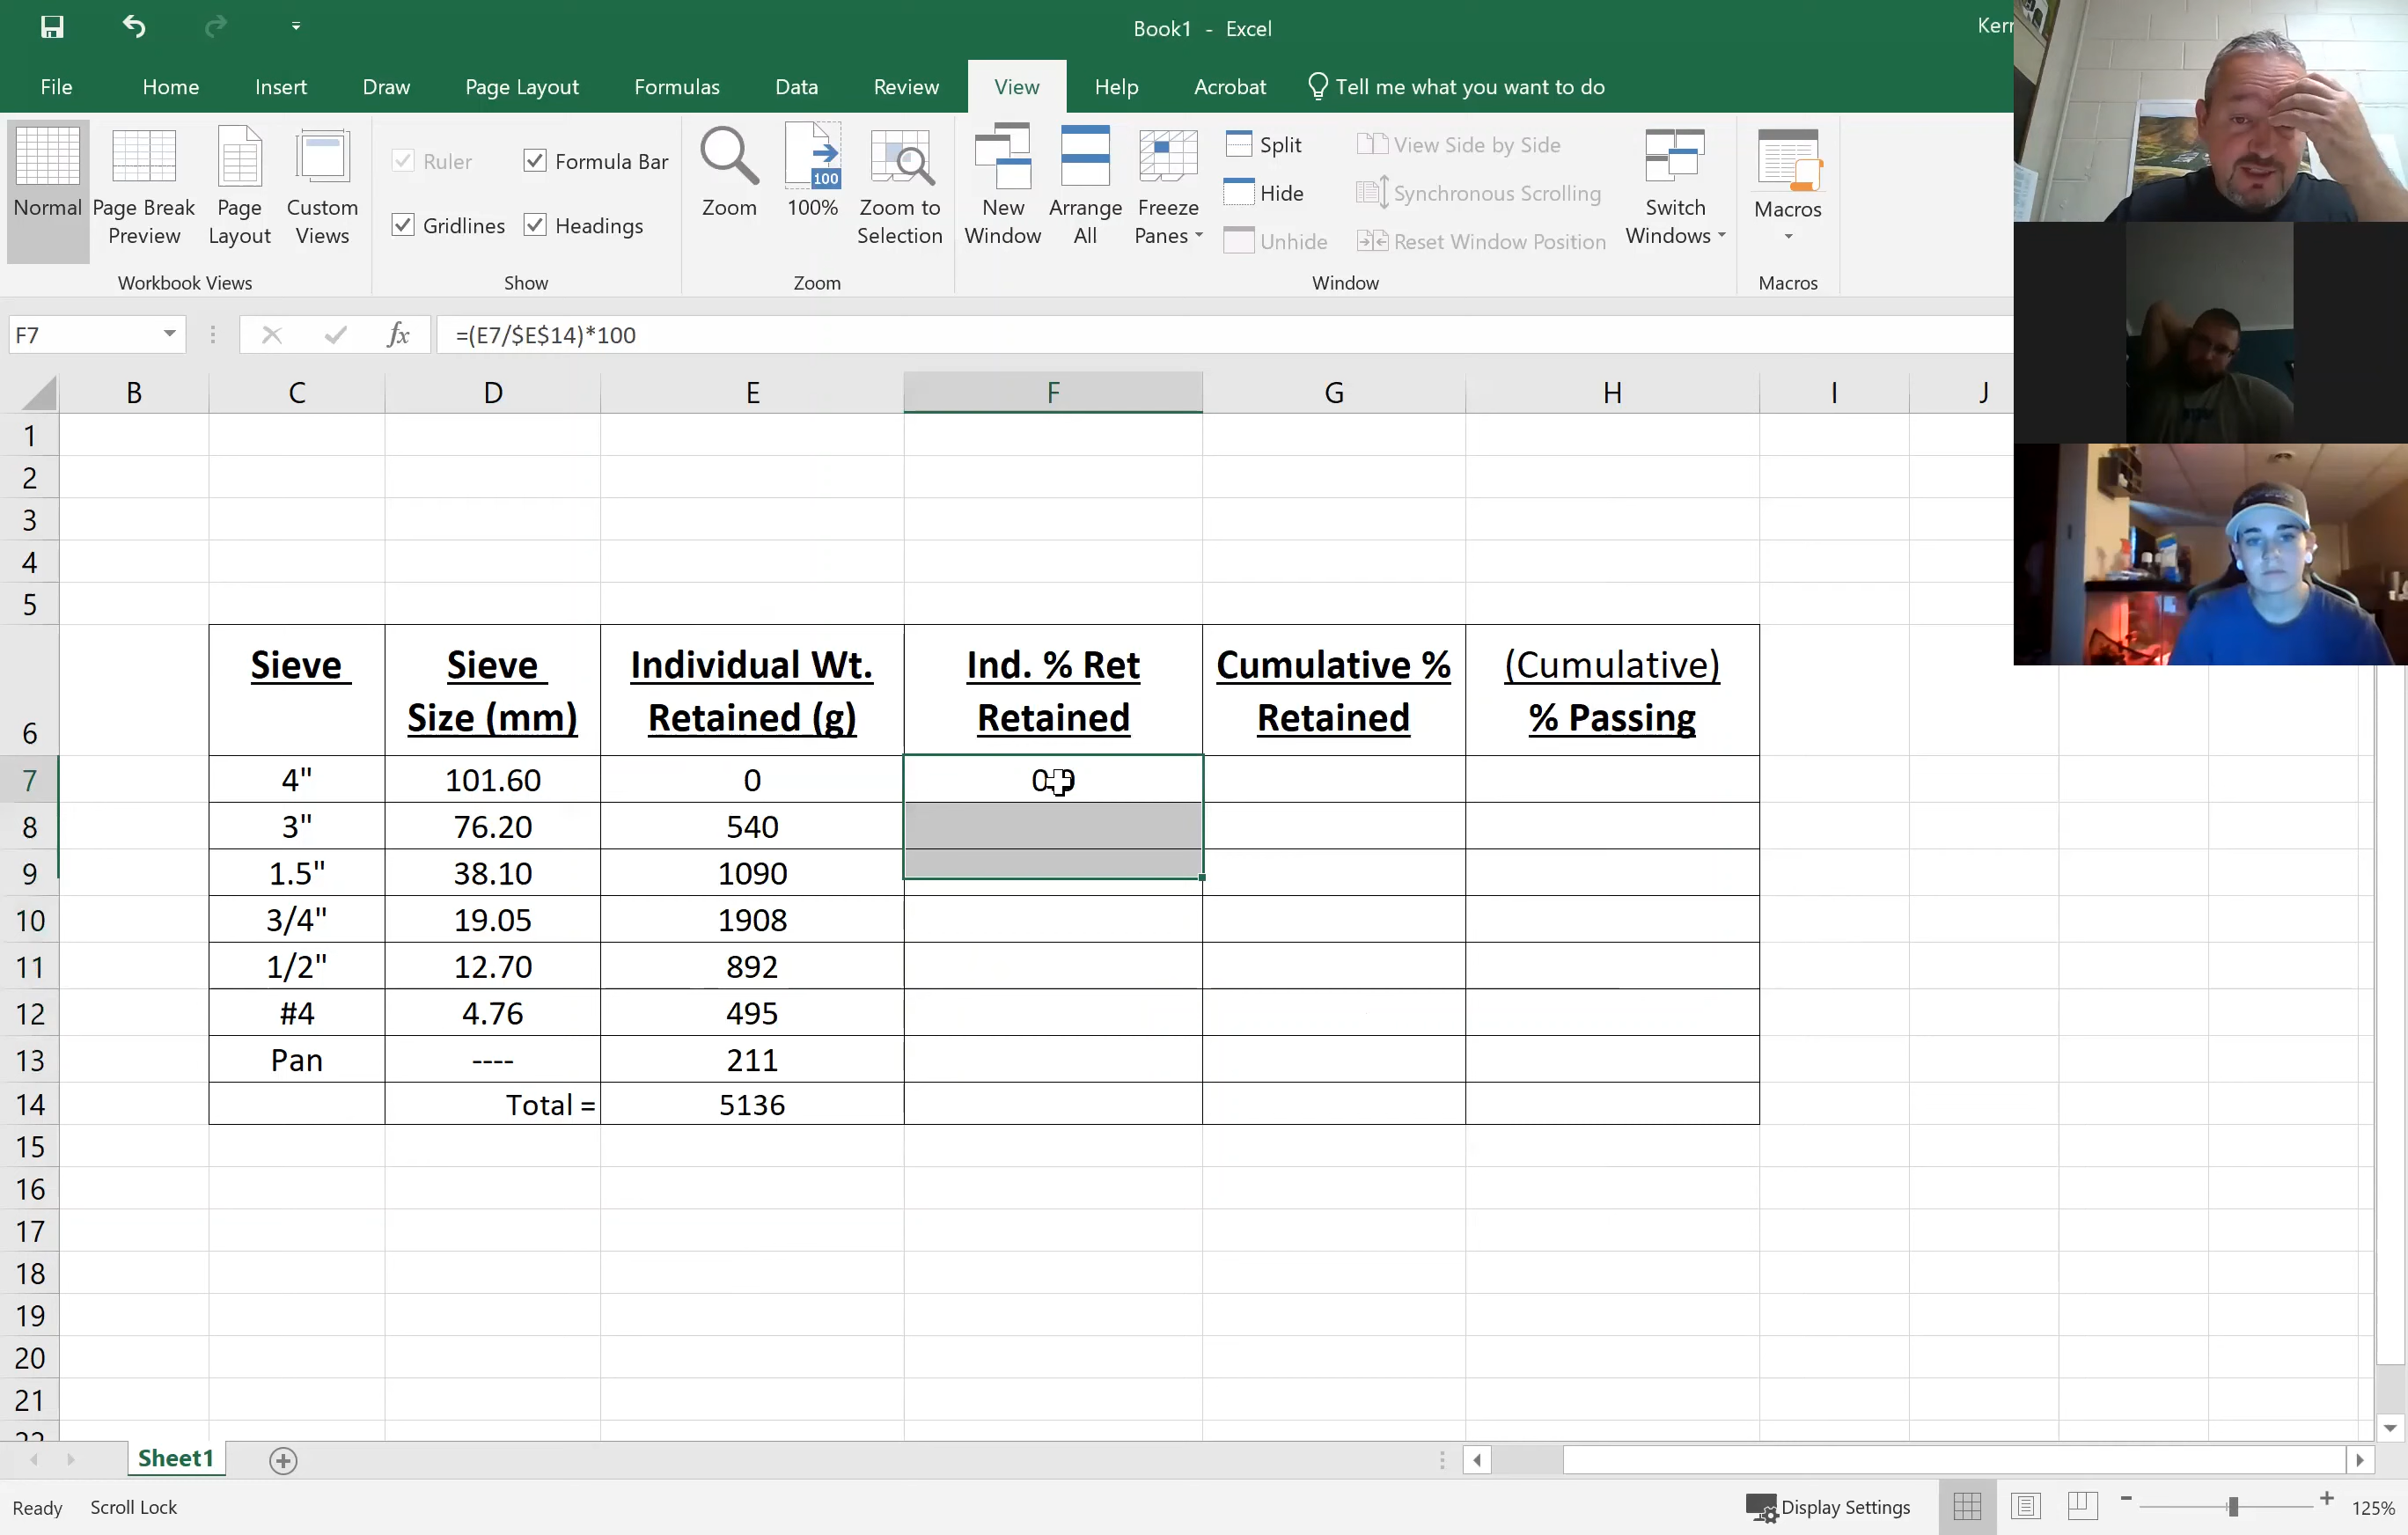 Book1 - Excel
File Home Insert Draw Page Layout Formulas Data Review View Help Acrobat Tell me what you want to do
Normal
Page Break Preview
Page Layout
Custom Views
Workbook Views
Ruler
Formula Bar
Gridlines
Headings
Show
Zoom
100
100%
Zoom to Selection
Zoom
New Window
Arrange All
Freeze Panes
Split
Hide
Unhide
View Side by Side
Synchronous Scrolling
Reset Window Position
Switch Windows
Window
Macros
Macros
F7 fx =(E7/$E$14)*100
B C D E F G H I J
1
2
3
4
5
6 Sieve Sieve Size (mm) Individual Wt. Retained (g) Ind. % Ret Retained Cumulative % Retained (Cumulative) % Passing
7 4" 101.60 0
8 3" 76.20 540
9 1.5" 38.10 1090
10 3/4" 19.05 1908
11 1/2" 12.70 892
12 #4 4.76 495
13 Pan ---- 211
14 Total = 5136
15
16
17
18
19
20
21
Sheet1
Ready Scroll Lock Display Settings 125%